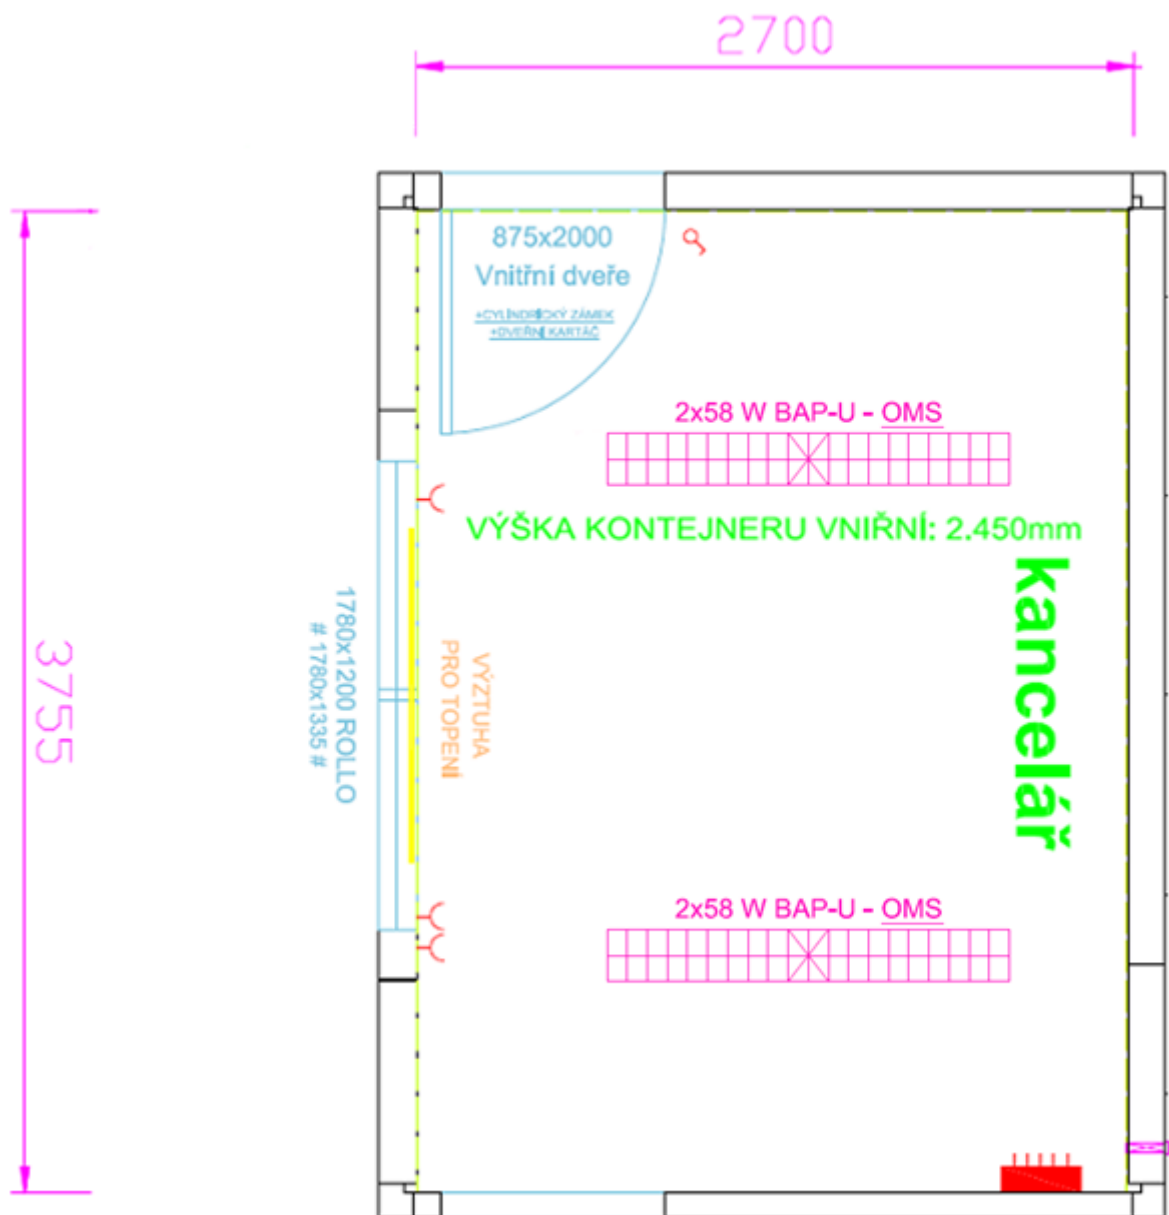 2700
875x2000
Vnitřní dveře
+CYLINDRICKÝ ZÁMEK
+DVEŘNÍ KARTÁČ
2x58 W BAP-U - OMS
VÝŠKA KONTEJNERU VNIŘNÍ: 2.450mm
kancelář
1780x1200 ROLLO
# 1780x1335 #
VÝZTUHA
PRO TOPENÍ
3755
2x58 W BAP-U - OMS